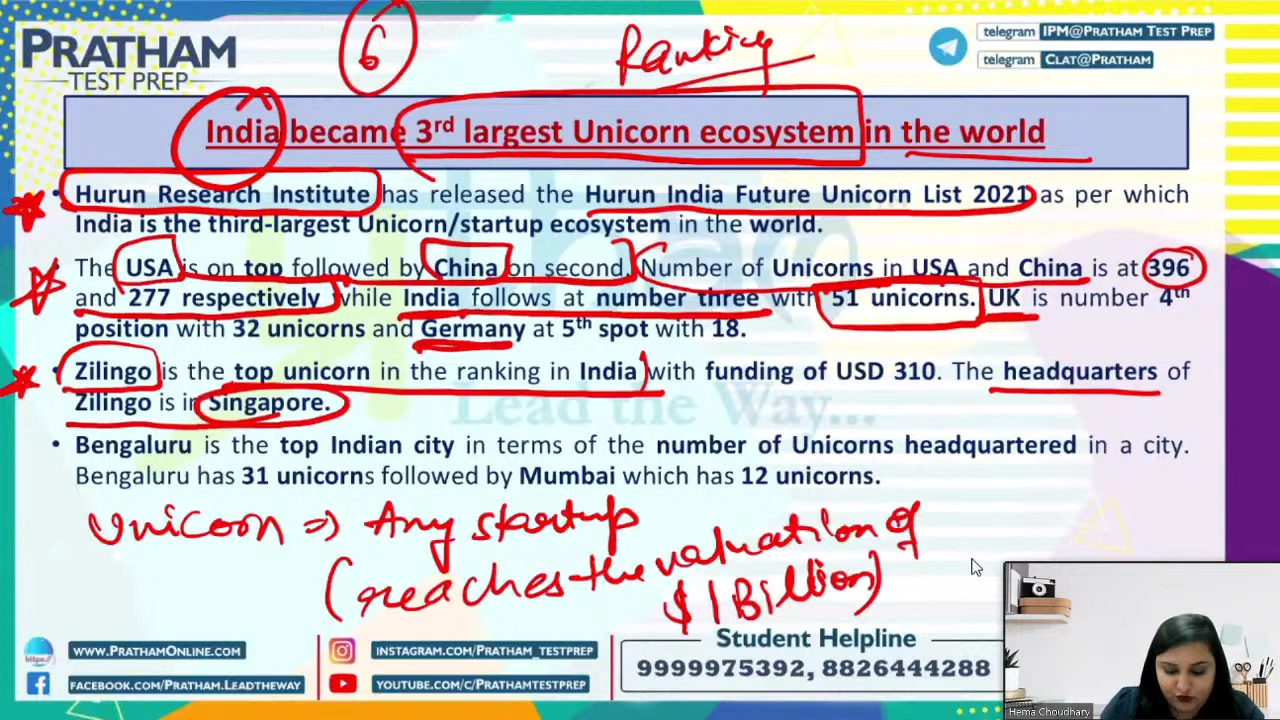 PRATHAM
TEST PREP
6
Ranking
telegram IPM@PRATHAM TEST PREP
telegram CLAT@PRATHAM
India became 3rd largest Unicorn ecosystem in the world
• Hurun Research Institute has released the Hurun India Future Unicorn List 2021 as per which
India is the third-largest Unicorn/startup ecosystem in the world.
• The USA is on top followed by China on second. Number of Unicorns in USA and China is at 396
and 277 respectively while India follows at number three with 51 unicorns. UK is number 4th
position with 32 unicorns and Germany at 5th spot with 18.
• Zilingo is the top unicorn in the ranking in India with funding of USD 310. The headquarters of
Zilingo is in Singapore.
Lead the Way...
• Bengaluru is the top Indian city in terms of the number of Unicorns headquartered in a city.
Bengaluru has 31 unicorns followed by Mumbai which has 12 unicorns.
Unicorn => Any startup
(reaches the valuation of
$ 1 Billion)
https://
WWW.PRATHAMONLINE.COM
INSTAGRAM.COM/PRATHAM_TESTPREP
FACEBOOK.COM/PRATHAM.LEADTHEWAY
YOUTUBE.COM/C/PRATHAMTESTPREP
Student Helpline
9999975392, 8826444288
Hema Choudhary